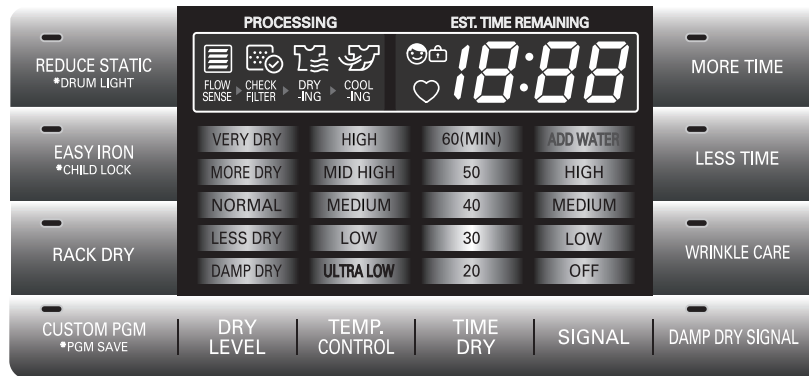 PROCESSING EST. TIME REMAINING
REDUCE STATIC
*DRUM LIGHT
EASY IRON
*CHILD LOCK
RACK DRY
CUSTOM PGM
*PGM SAVE
FLOW SENSE
CHECK FILTER
DRY -ING
COOL -ING
18:88
VERY DRY HIGH 60(MIN) ADD WATER
MORE DRY MID HIGH 50 HIGH
NORMAL MEDIUM 40 MEDIUM
LESS DRY LOW 30 LOW
DAMP DRY ULTRA LOW 20 OFF
DRY LEVEL
TEMP. CONTROL
TIME DRY
SIGNAL
MORE TIME
LESS TIME
WRINKLE CARE
DAMP DRY SIGNAL